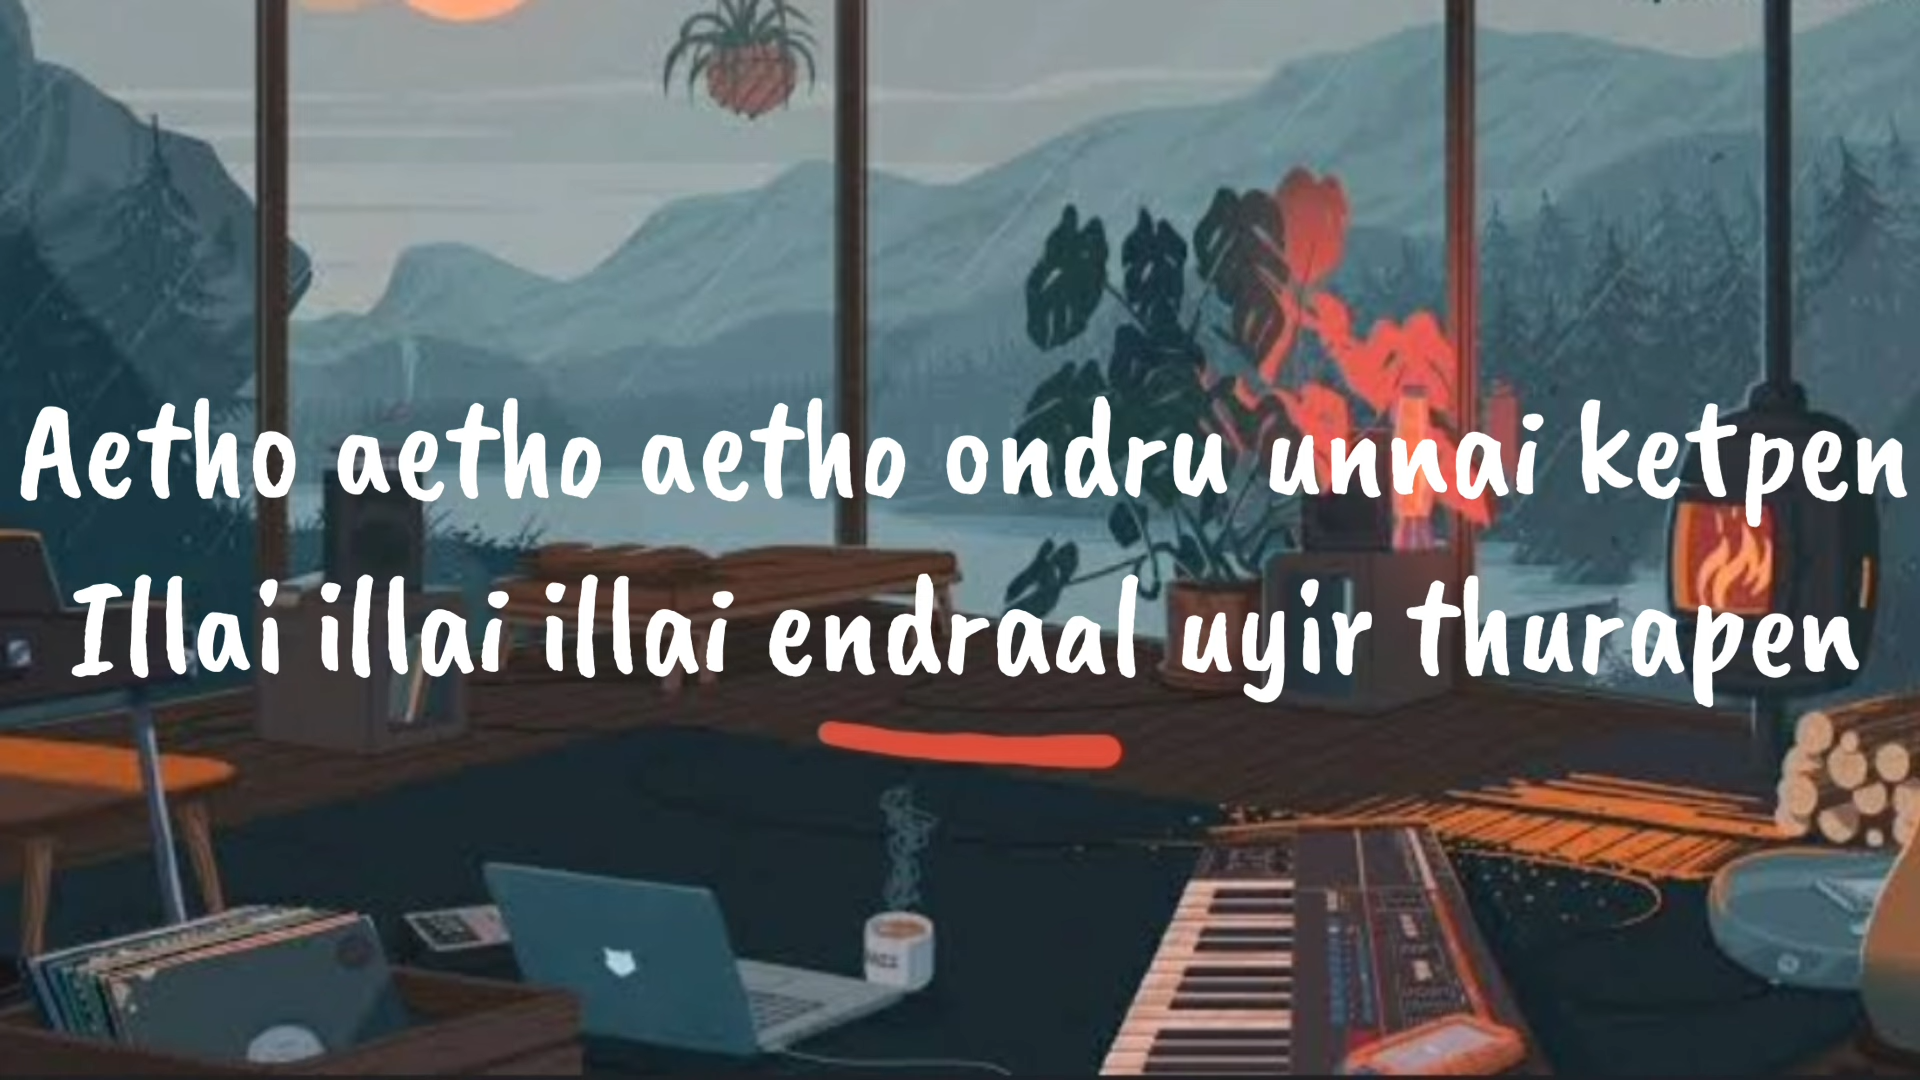 Aetho aetho aetho ondru unnai ketpen
Illai illai illai endraal uyir thurapen